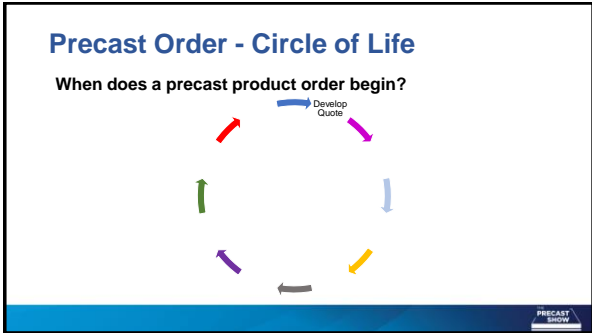 Precast Order - Circle of Life
When does a precast product order begin?
Develop
Quote
THE
PRECAST
SHOW